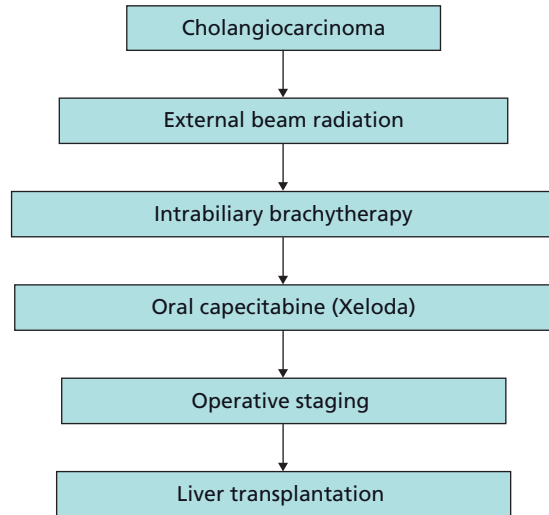 Cholangiocarcinoma
External beam radiation
Intrabiliary brachytherapy
Oral capecitabine (Xeloda)
Operative staging
Liver transplantation